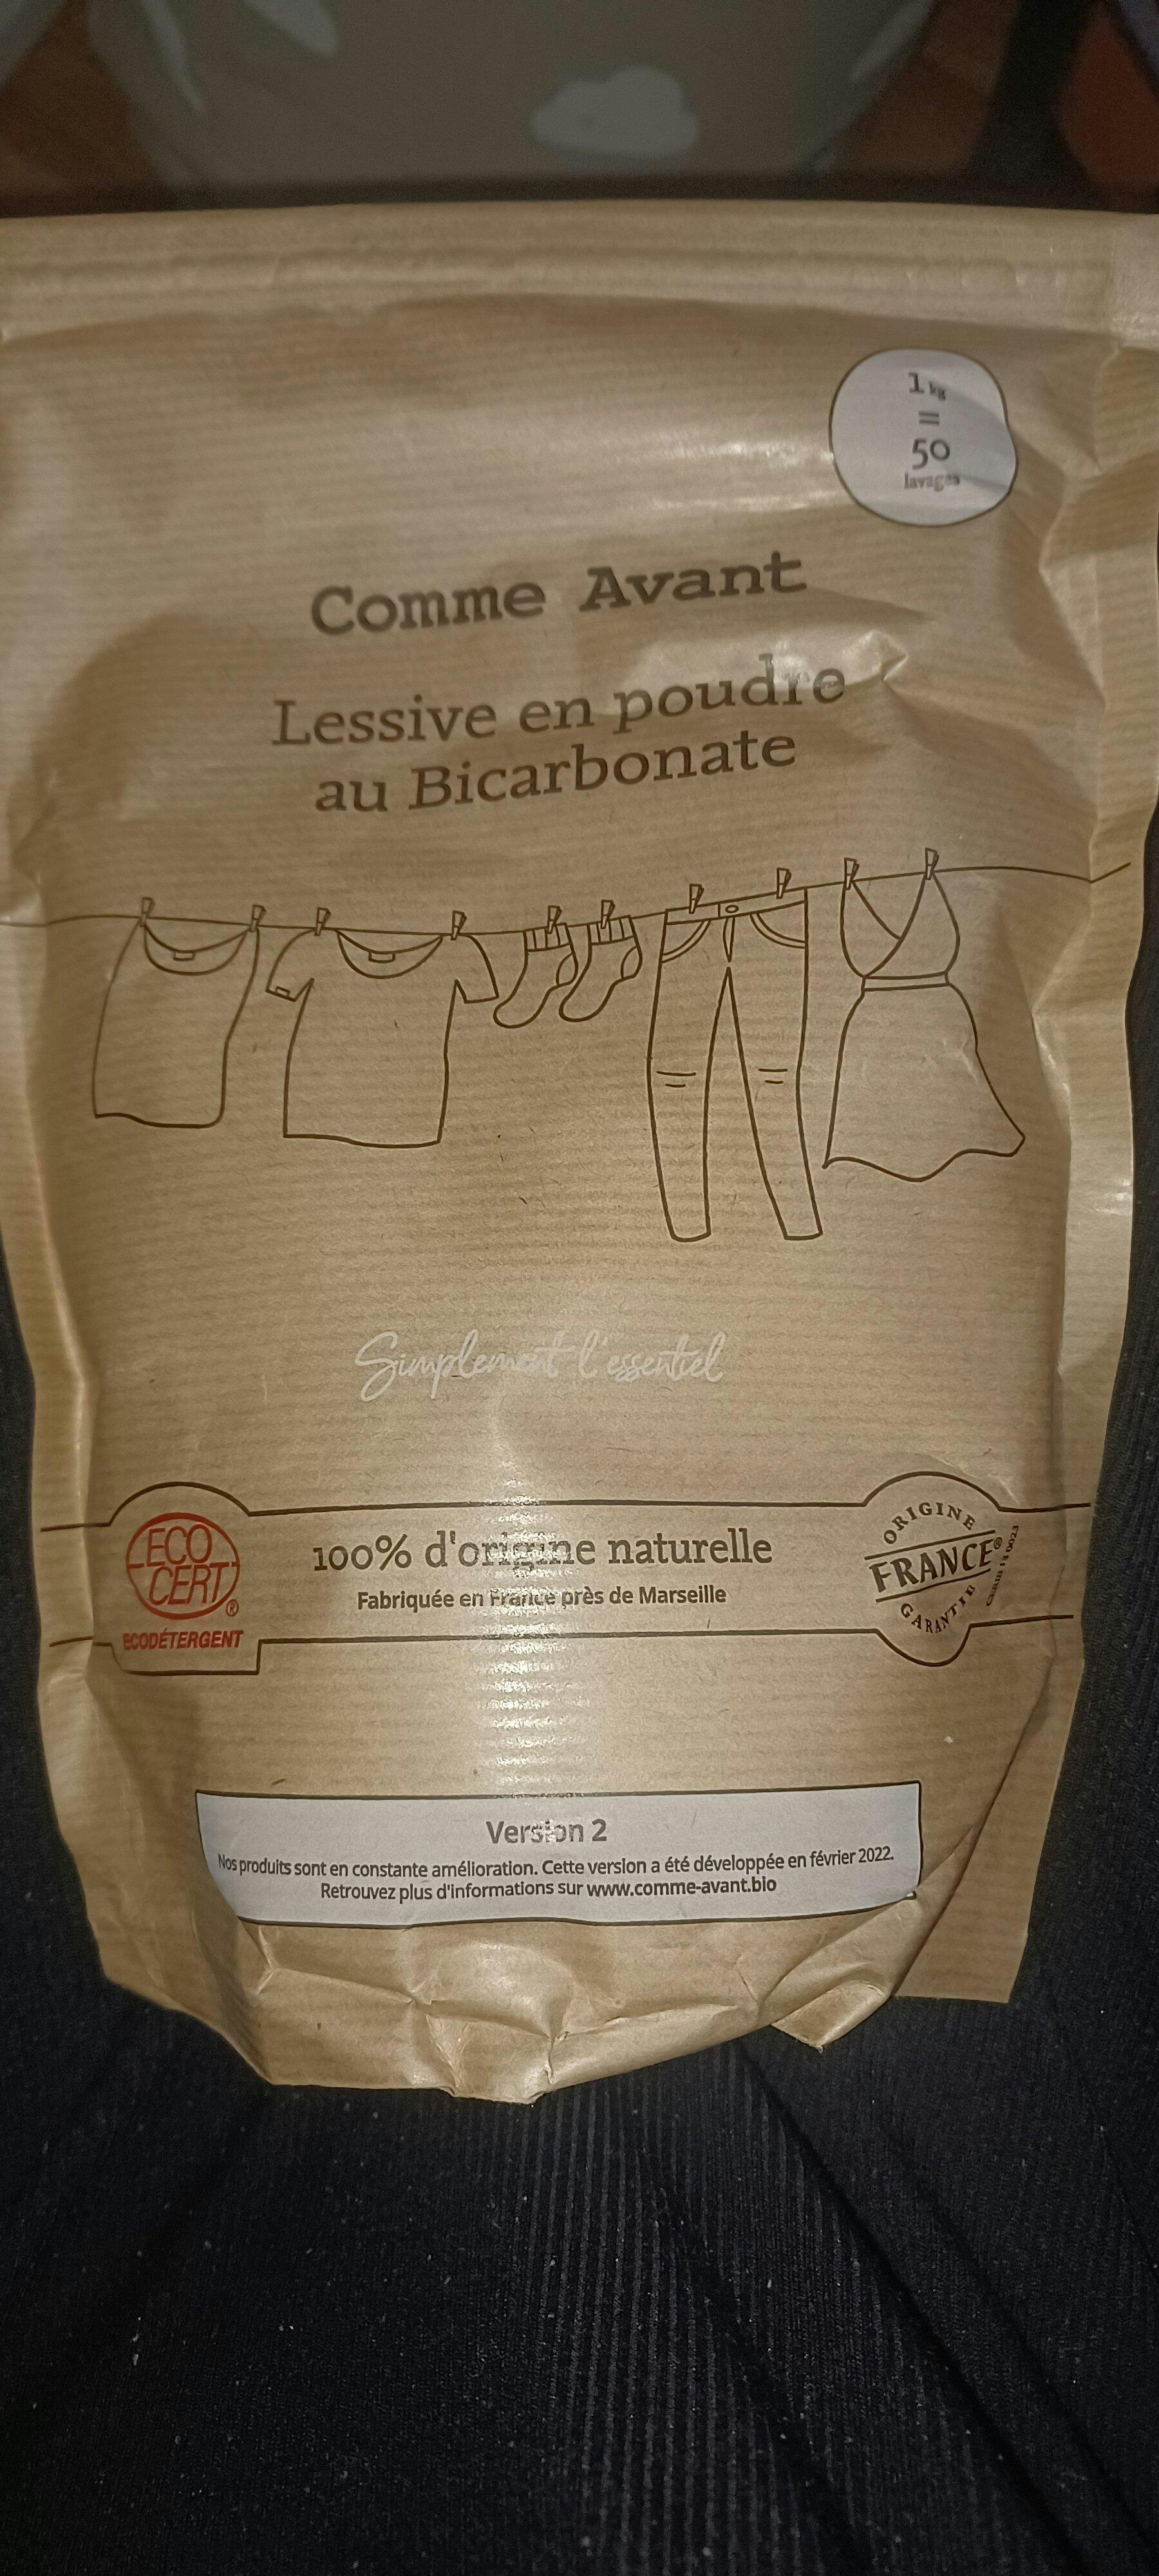 1 kg
=
50
lavages
Comme Avant
Lessive en poudre
au Bicarbonate
Simplement l'essentiel
ECO
CERT®
ECODÉTERGENT
100% d'origine naturelle
Fabriquée en France près de Marseille
ORIGINE
FRANCE®
GARANTIE
Version 2
Nos produits sont en constante amélioration. Cette version a été développée en février 2022.
Retrouvez plus d'informations sur www.comme-avant.bio